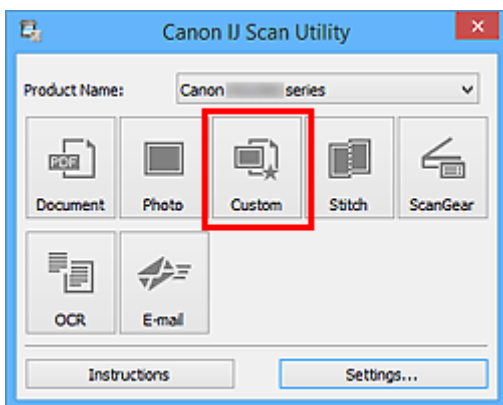 Canon IJ Scan Utility
Product Name:
Canon series
PDF
Document
Photo
Custom
Stitch
ScanGear
OCR
E-mail
Instructions
Settings...